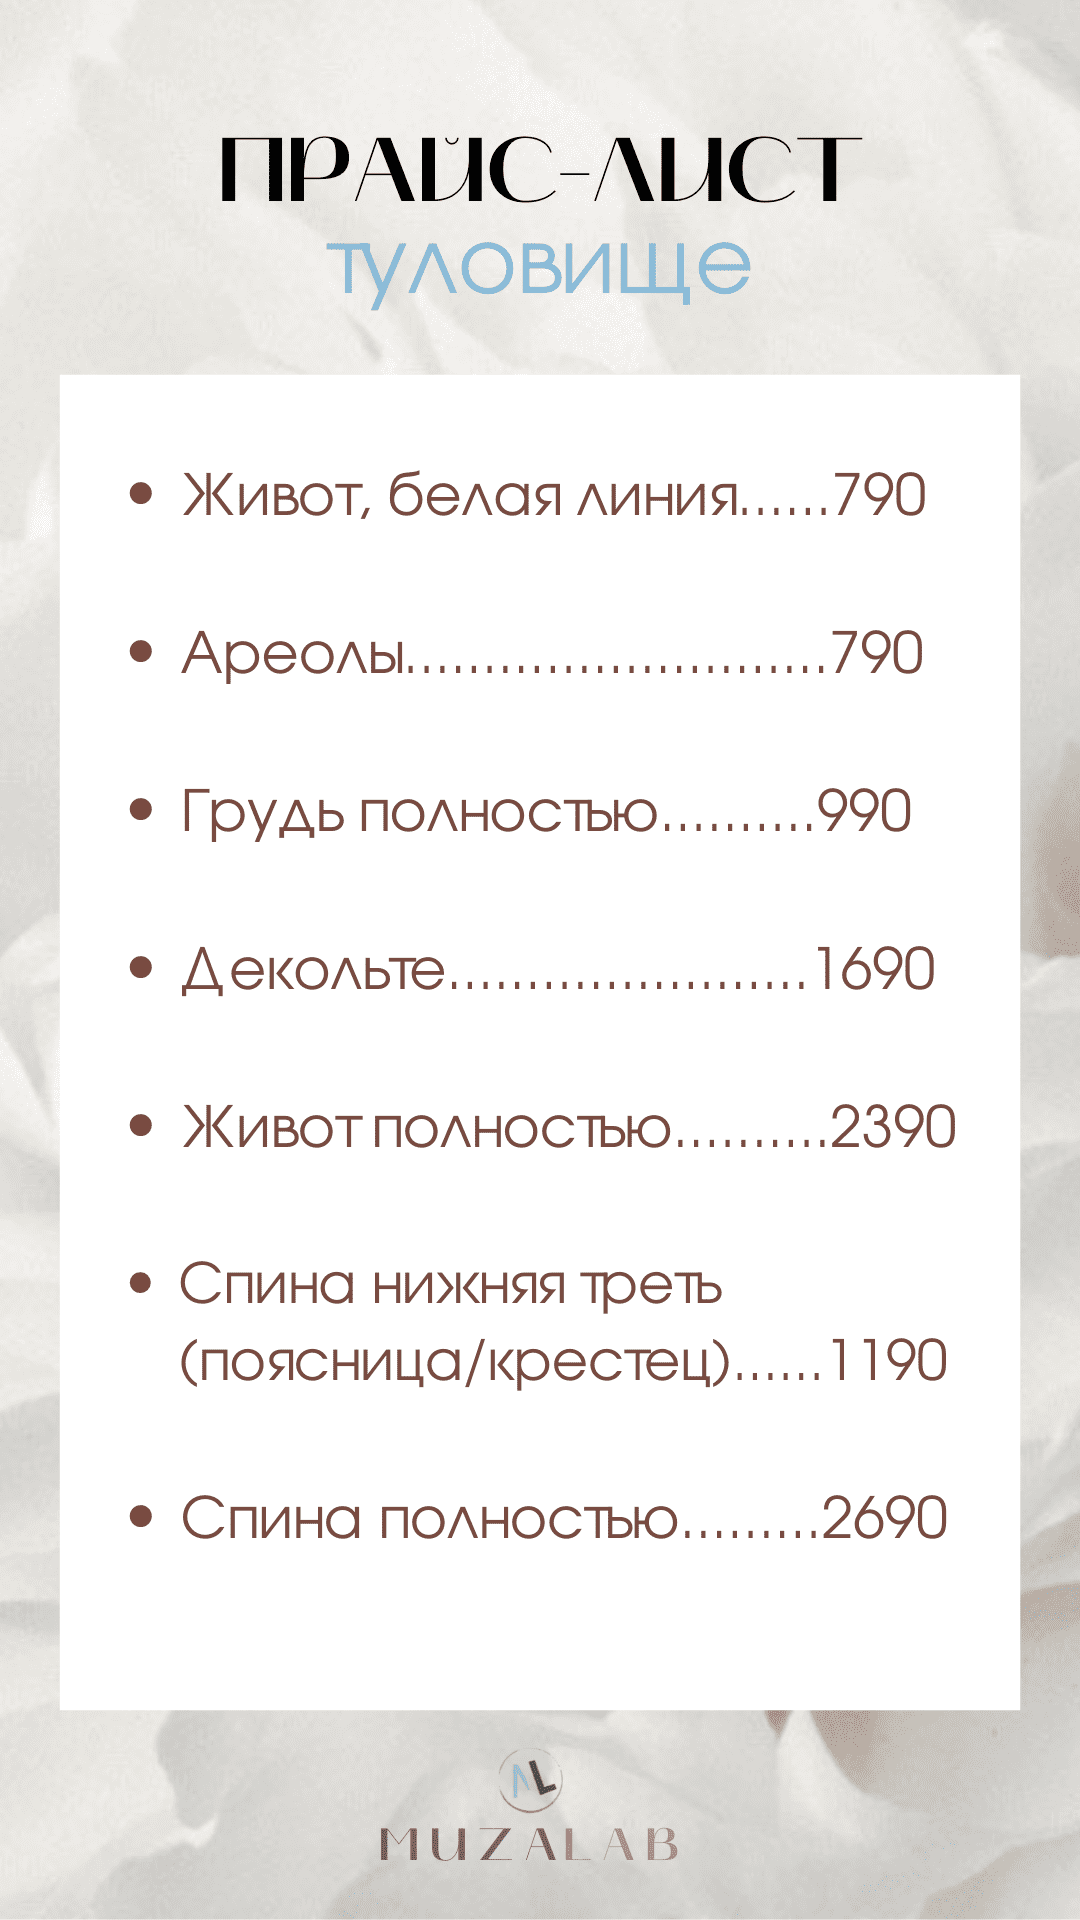 ПРАЙС-ЛИСТ
туловище
• Живот, белая линия......790
• Ареолы...........................790
• Грудь полностью..........990
• Декольте.......................1690
• Живот полностью..........2390
• Спина нижняя треть
(поясница/крестец)......1190
• Спина полностью.........2690
ML
MUZALAB